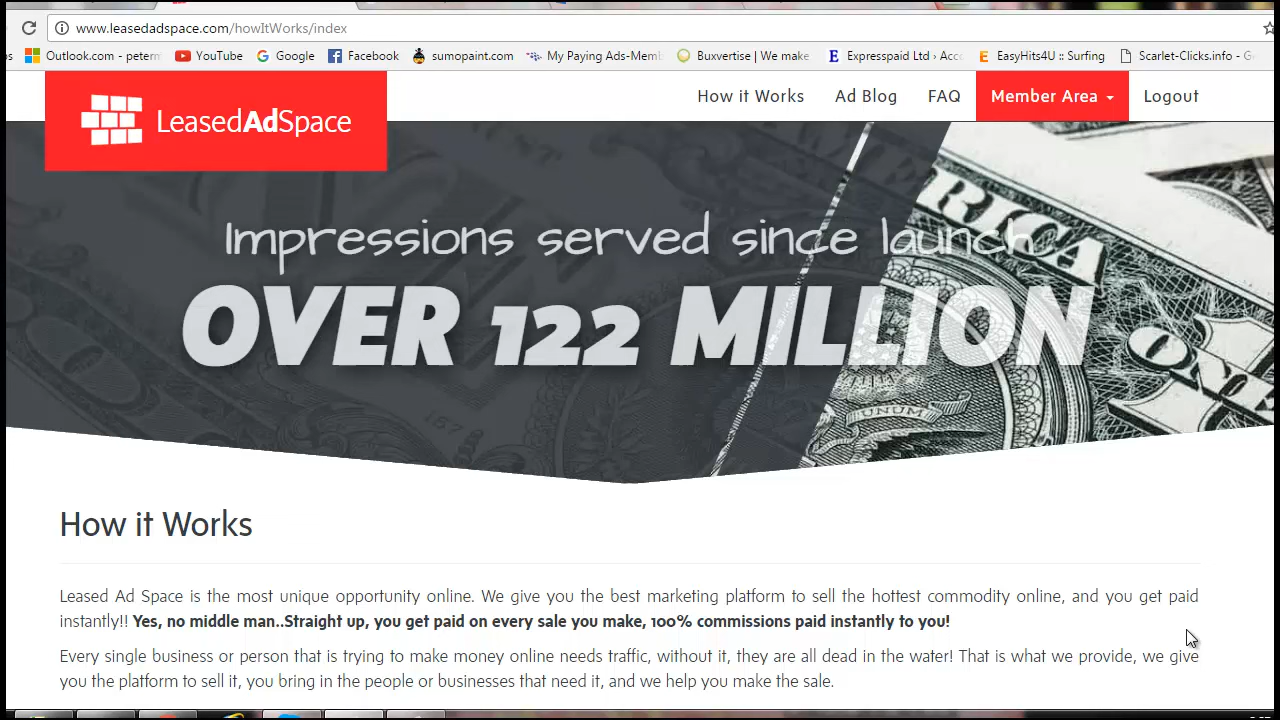 www.leasedadspace.com/howItWorks/index
Outlook.com - peterm YouTube Google Facebook sumopaint.com My Paying Ads-Memb Buxvertise | We make Expresspaid Ltd › Acc EasyHits4U :: Surfing Scarlet-Clicks.info - G
LeasedAdSpace
How it Works Ad Blog FAQ Member Area Logout
Impressions served since launch
OVER 122 MILLION
How it Works
Leased Ad Space is the most unique opportunity online. We give you the best marketing platform to sell the hottest commodity online, and you get paid
instantly!! Yes, no middle man..Straight up, you get paid on every sale you make, 100% commissions paid instantly to you!
Every single business or person that is trying to make money online needs traffic, without it, they are all dead in the water! That is what we provide, we give
you the platform to sell it, you bring in the people or businesses that need it, and we help you make the sale.